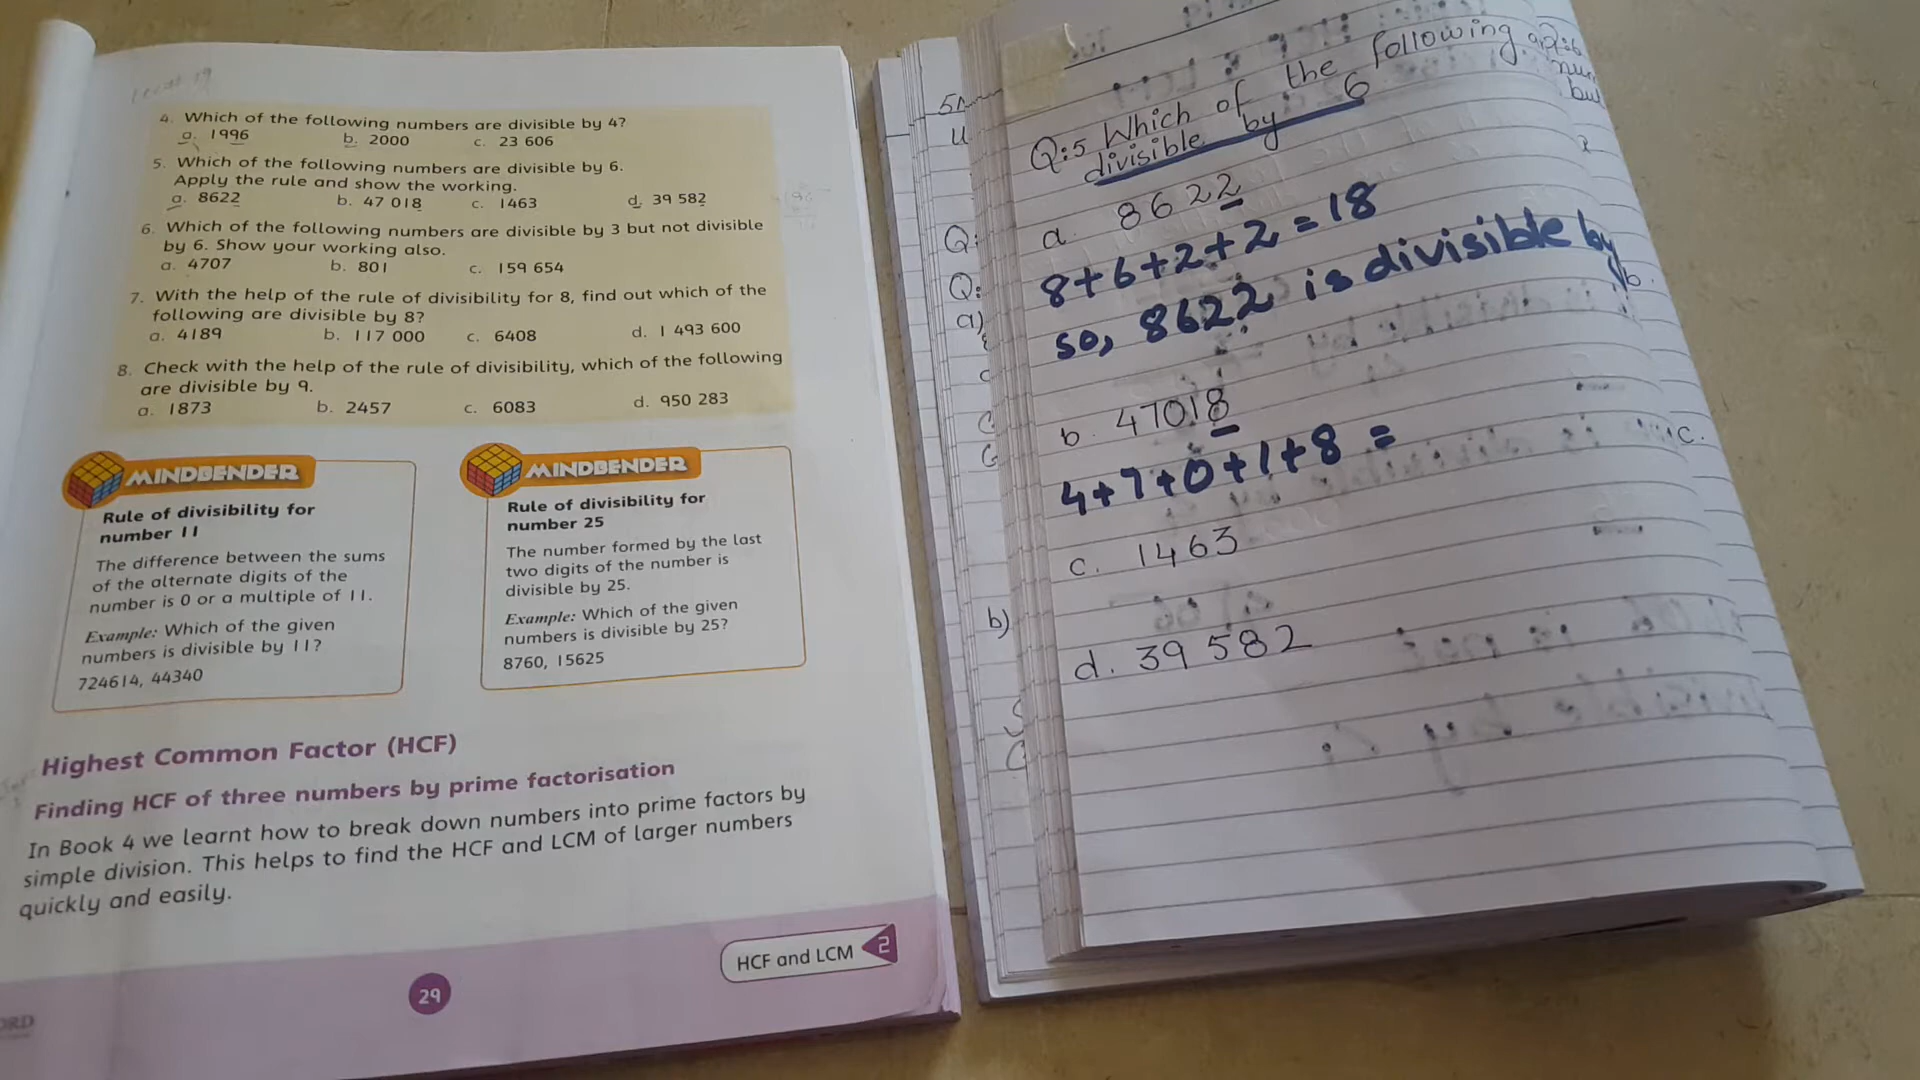 4. Which of the following numbers are divisible by 4?
a. 1996 b. 2000 c. 23 606
5. Which of the following numbers are divisible by 6.
Apply the rule and show the working.
a. 8622 b. 47 018 c. 1463 d. 39 582
6. Which of the following numbers are divisible by 3 but not divisible
by 6. Show your working also.
a. 4707 b. 801 c. 159 654
7. With the help of the rule of divisibility for 8, find out which of the
following are divisible by 8?
a. 4189 b. 117 000 c. 6408 d. 1 493 600
8. Check with the help of the rule of divisibility, which of the following
are divisible by 9.
a. 1873 b. 2457 c. 6083 d. 950 283
MINDBENDER
Rule of divisibility for
number 11
The difference between the sums
of the alternate digits of the
number is 0 or a multiple of 11.
Example: Which of the given
numbers is divisible by 11?
724614, 44340
MINDBENDER
Rule of divisibility for
number 25
The number formed by the last
two digits of the number is
divisible by 25.
Example: Which of the given
numbers is divisible by 25?
8760, 15625
Highest Common Factor (HCF)
Finding HCF of three numbers by prime factorisation
In Book 4 we learnt how to break down numbers into prime factors by
simple division. This helps to find the HCF and LCM of larger numbers
quickly and easily.
HCF and LCM 2
29
Q:5 Which of the following
divisible by 6
a. 8622
8+6+2+2=18
so, 8622 is divisible by
b. 47018
4+7+0+1+8 =
c. 1463
d. 39 582
Q:
Q:
a)
b)
b.
c.